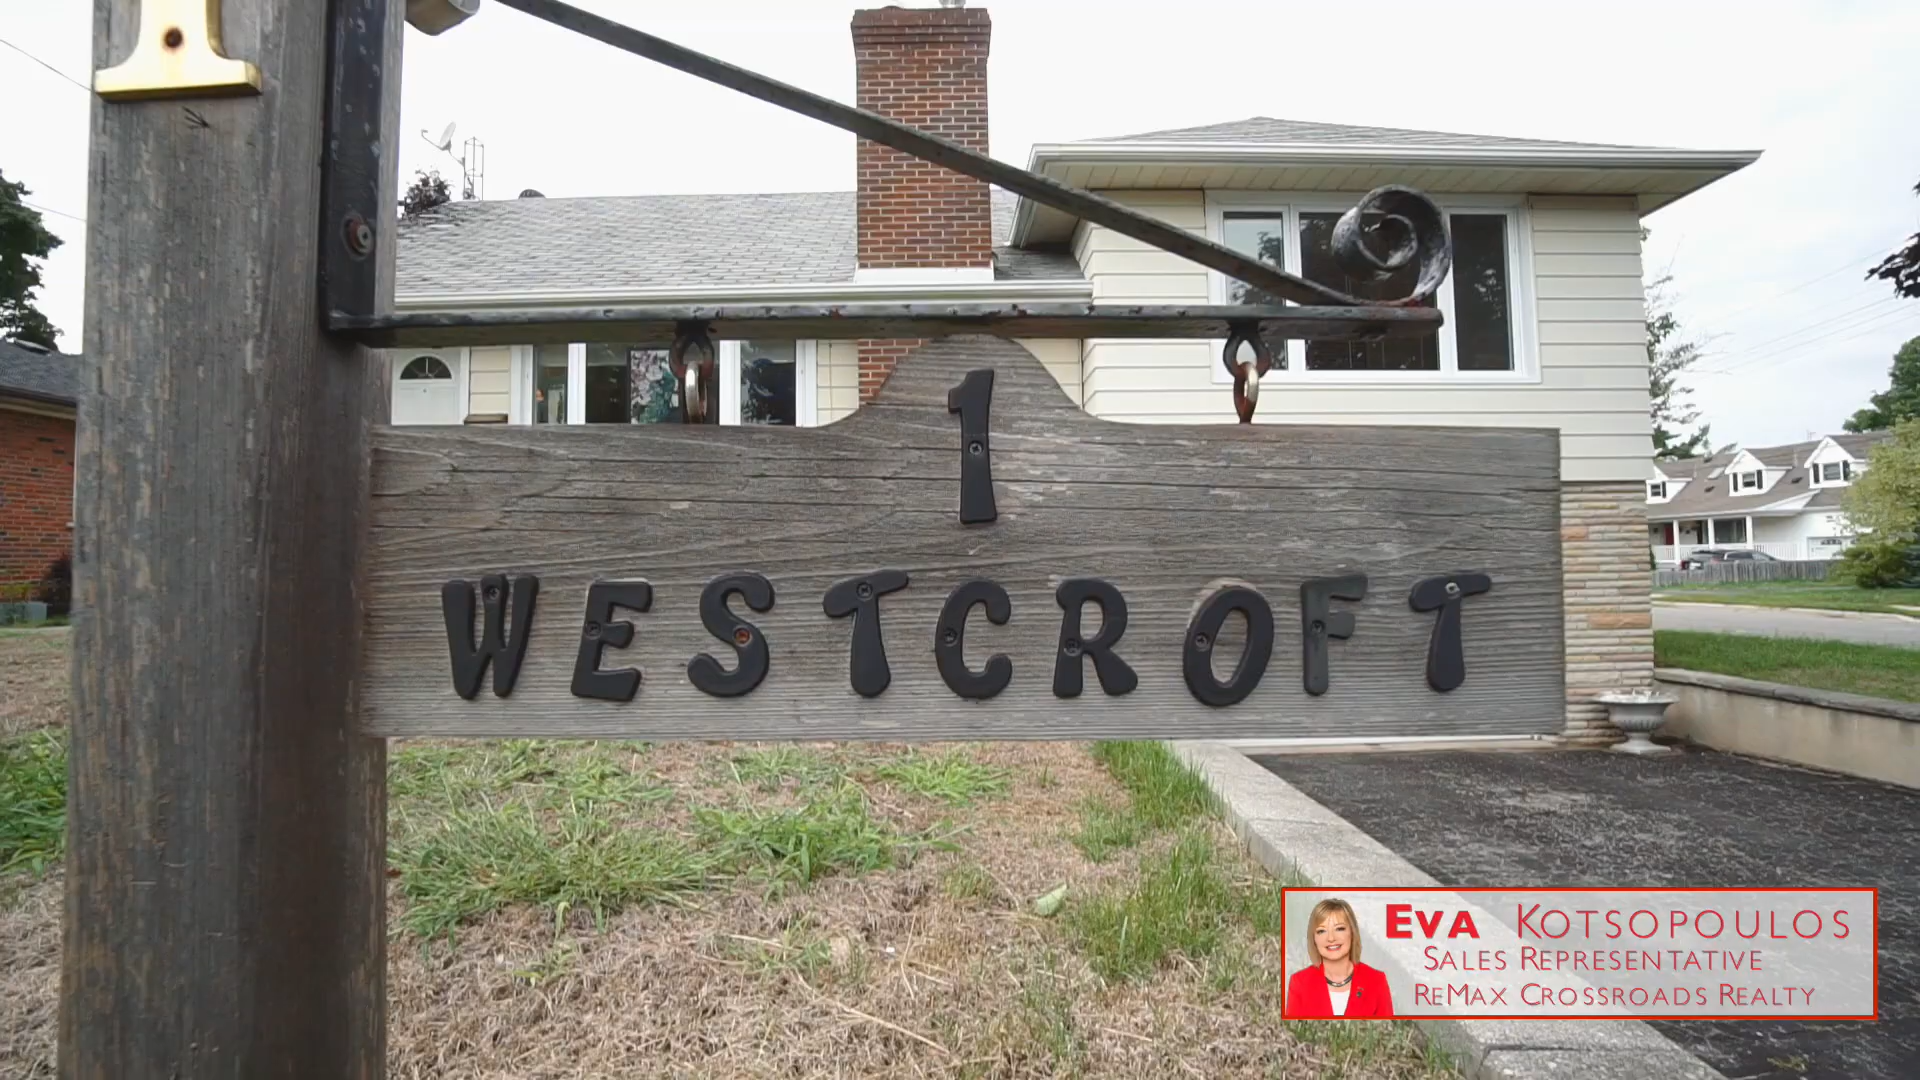 1
1
WESTCROFT
EVA KOTSOPOULOS
SALES REPRESENTATIVE
REMAX CROSSROADS REALTY